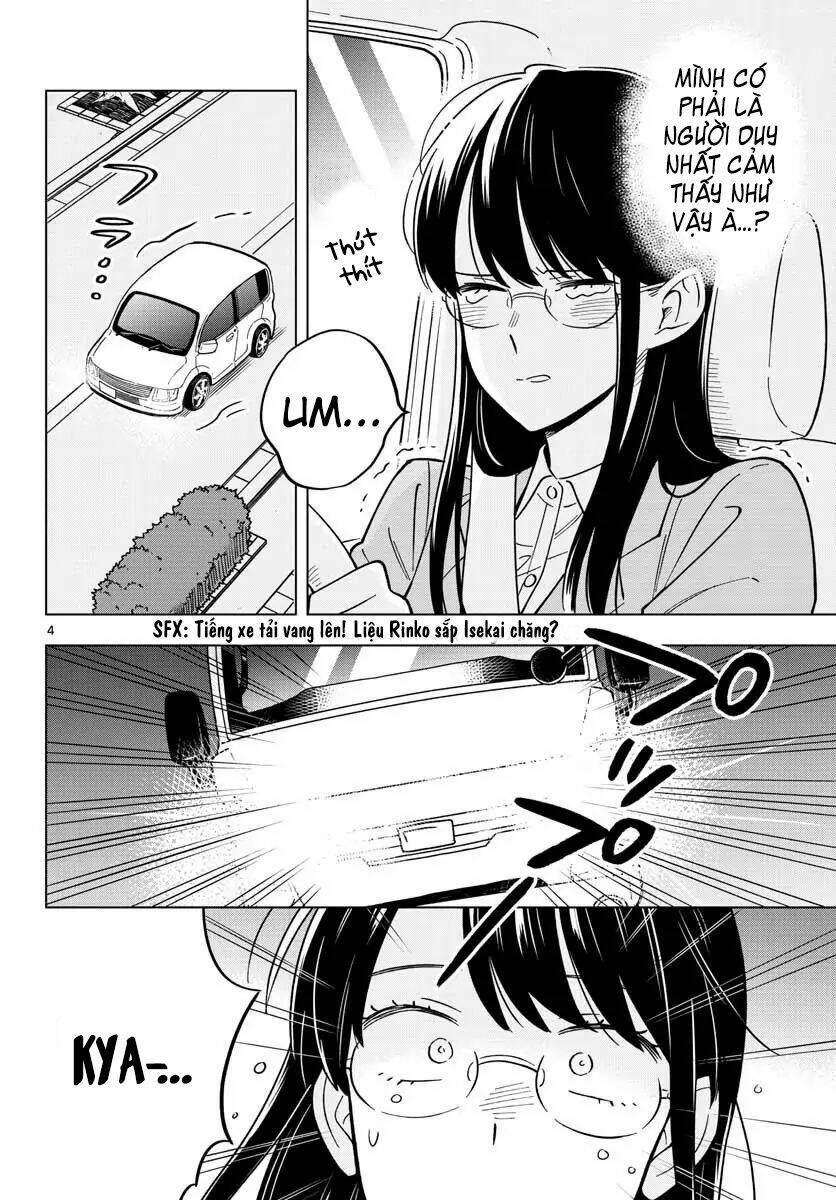 MÌNH CÓ
PHẢI LÀ
NGƯỜI DUY
NHẤT CẢM
THẤY NHƯ
VẬY À...?
Thút
thít
UM...
4
SFX: Tiếng xe tải vang lên! Liệu Rinko sắp Isekai chăng?
KYA-...